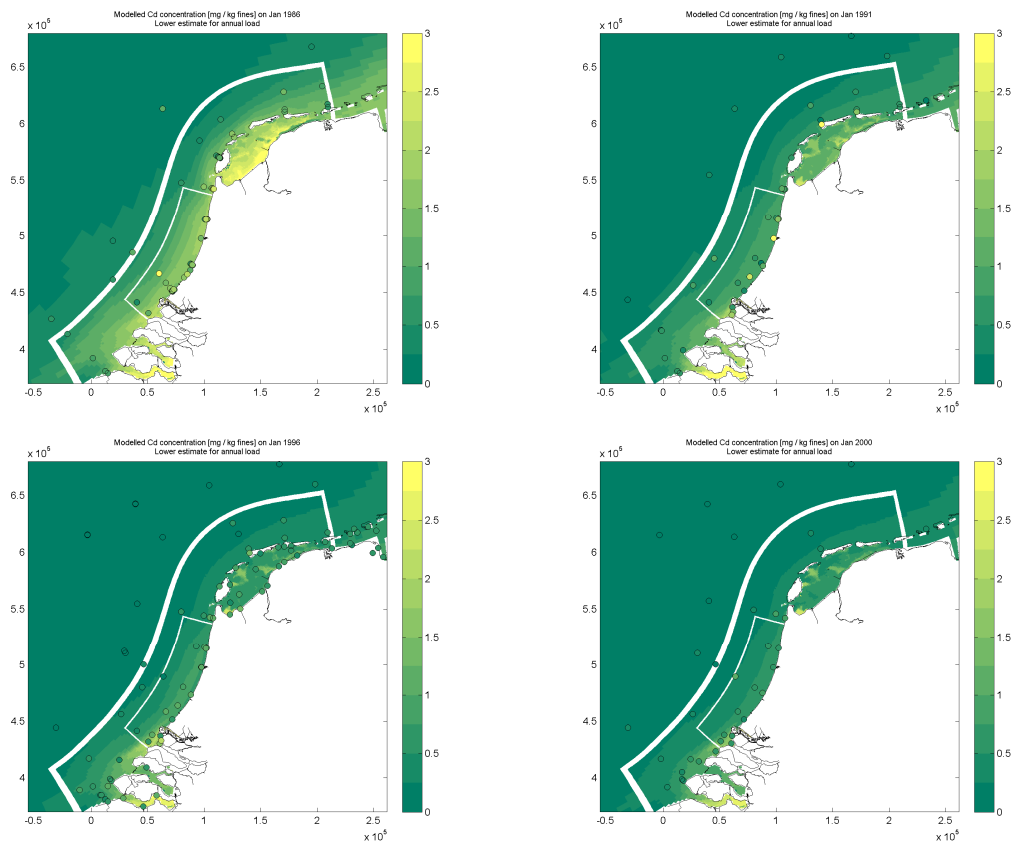 Modelled Cd concentration [mg / kg fines] on Jan 1986
Lower estimate for annual load
x 10^5
6.5
6
5.5
5
4.5
4
-0.5 0 0.5 1 1.5 2 2.5
x 10^5
3
2.5
2
1.5
1
0.5
0
Modelled Cd concentration [mg / kg fines] on Jan 1991
Lower estimate for annual load
x 10^5
6.5
6
5.5
5
4.5
4
-0.5 0 0.5 1 1.5 2 2.5
x 10^5
3
2.5
2
1.5
1
0.5
0
Modelled Cd concentration [mg / kg fines] on Jan 1996
Lower estimate for annual load
x 10^5
6.5
6
5.5
5
4.5
4
-0.5 0 0.5 1 1.5 2 2.5
x 10^5
3
2.5
2
1.5
1
0.5
0
Modelled Cd concentration [mg / kg fines] on Jan 2000
Lower estimate for annual load
x 10^5
6.5
6
5.5
5
4.5
4
-0.5 0 0.5 1 1.5 2 2.5
x 10^5
3
2.5
2
1.5
1
0.5
0